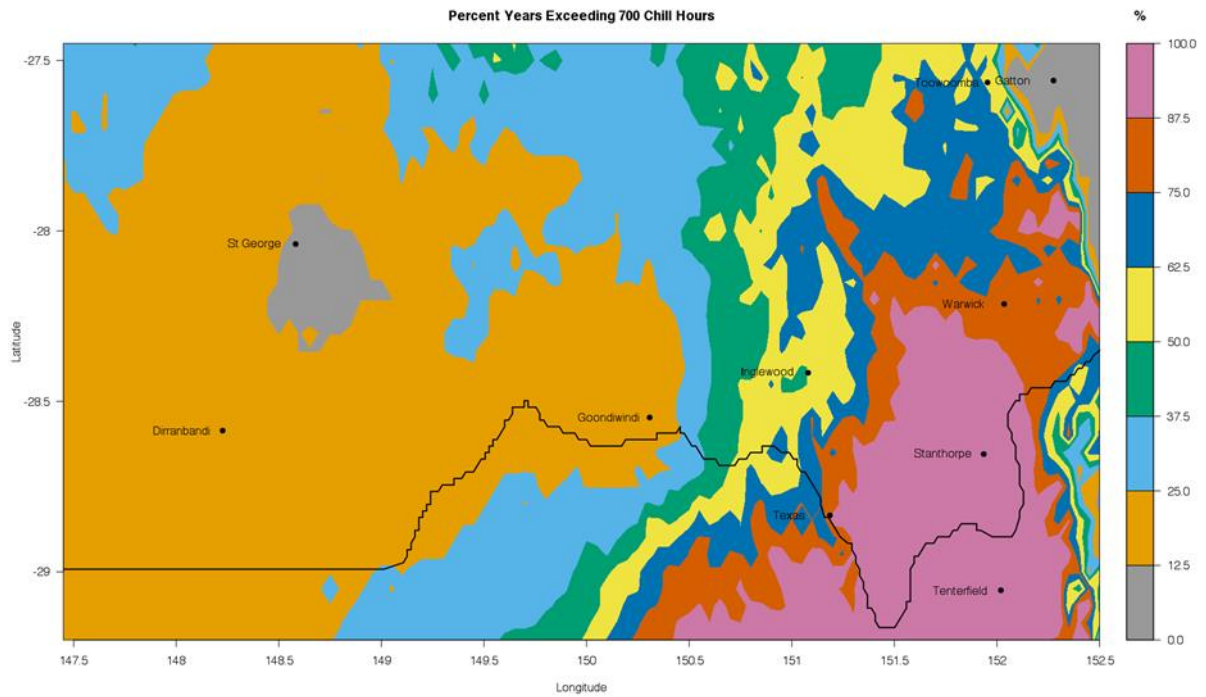 Percent Years Exceeding 700 Chill Hours
%
-27.5
-28
-28.5
-29
Latitude
Toowoomba
Gatton
St George
Warwick
Inglewood
Goondiwindi
Dirranbandi
Stanthorpe
Texas
Tenterfield
100.0
87.5
75.0
62.5
50.0
37.5
25.0
12.5
0.0
147.5 148 148.5 149 149.5 150 150.5 151 151.5 152 152.5
Longitude